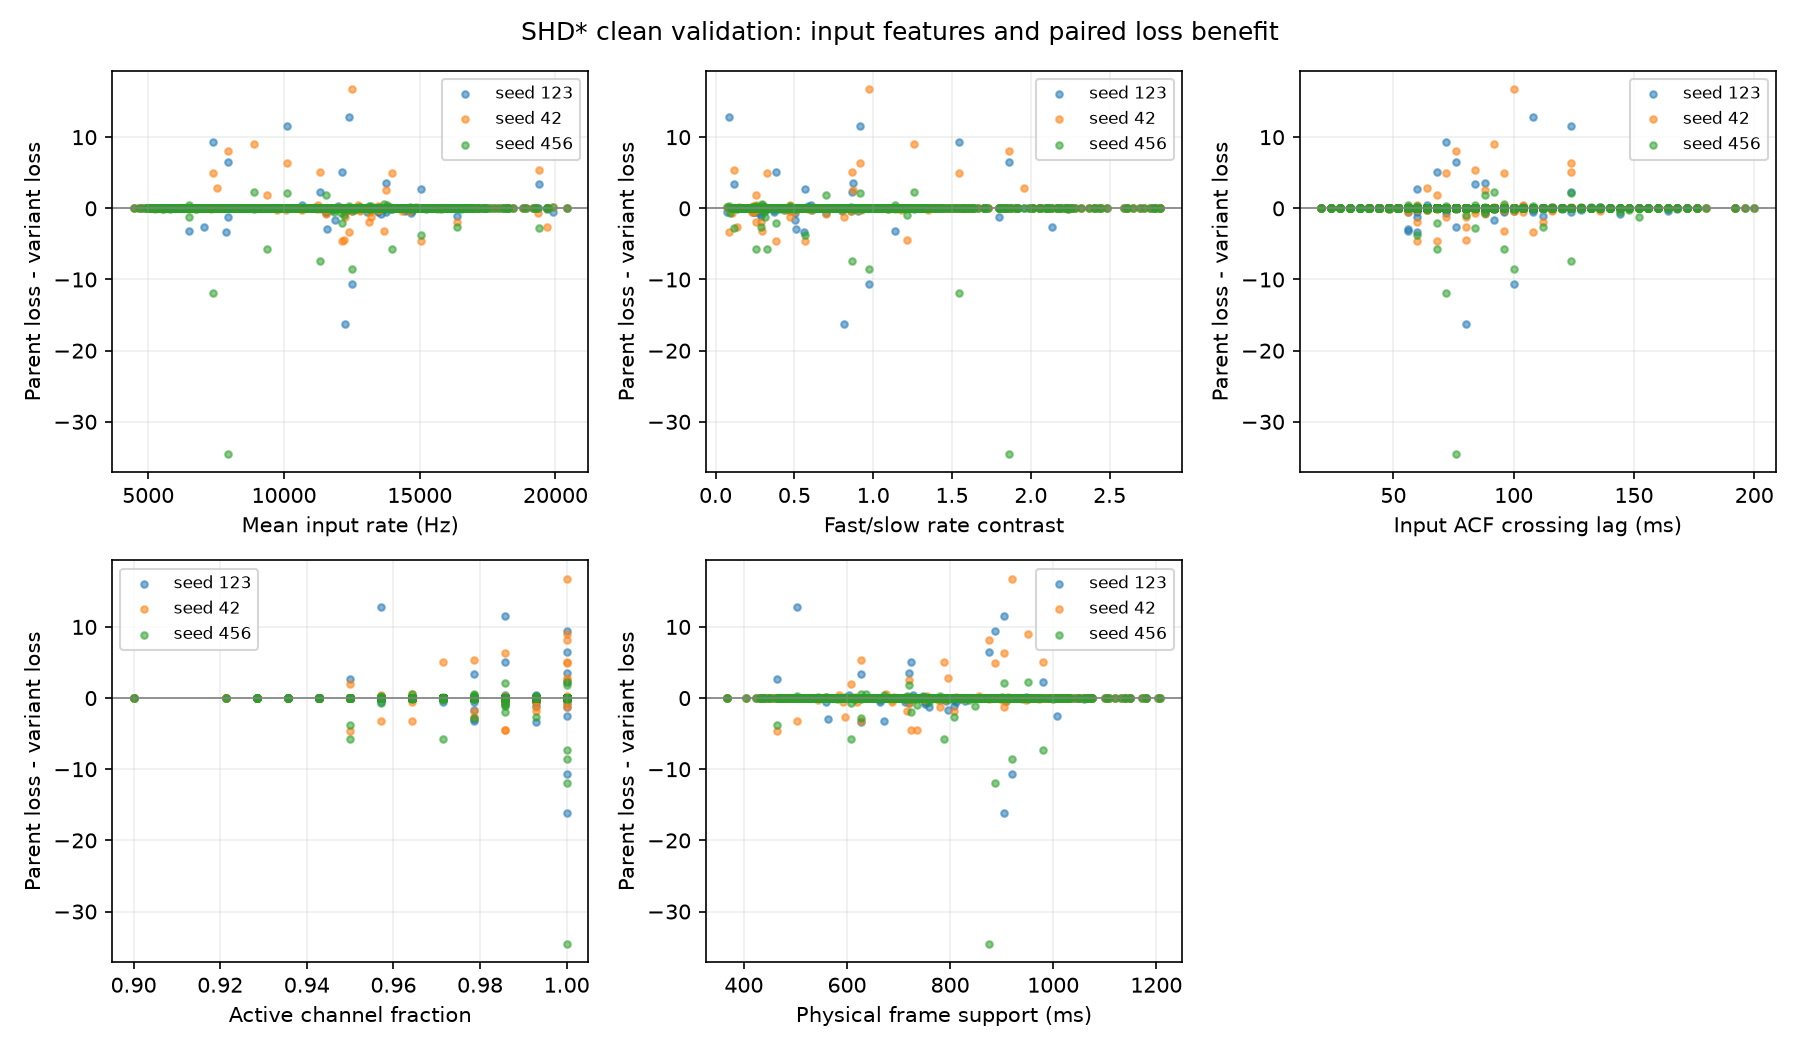 SHD* clean validation: input features and paired loss benefit
Parent loss - variant loss
10
0
−10
−20
−30
5000
10000
15000
20000
Mean input rate (Hz)
seed 123
seed 42
seed 456
Parent loss - variant loss
10
0
−10
−20
−30
0.0
0.5
1.0
1.5
2.0
2.5
Fast/slow rate contrast
seed 123
seed 42
seed 456
Parent loss - variant loss
10
0
−10
−20
−30
50
100
150
200
Input ACF crossing lag (ms)
seed 123
seed 42
seed 456
Parent loss - variant loss
10
0
−10
−20
−30
0.90
0.92
0.94
0.96
0.98
1.00
Active channel fraction
seed 123
seed 42
seed 456
Parent loss - variant loss
10
0
−10
−20
−30
400
600
800
1000
1200
Physical frame support (ms)
seed 123
seed 42
seed 456